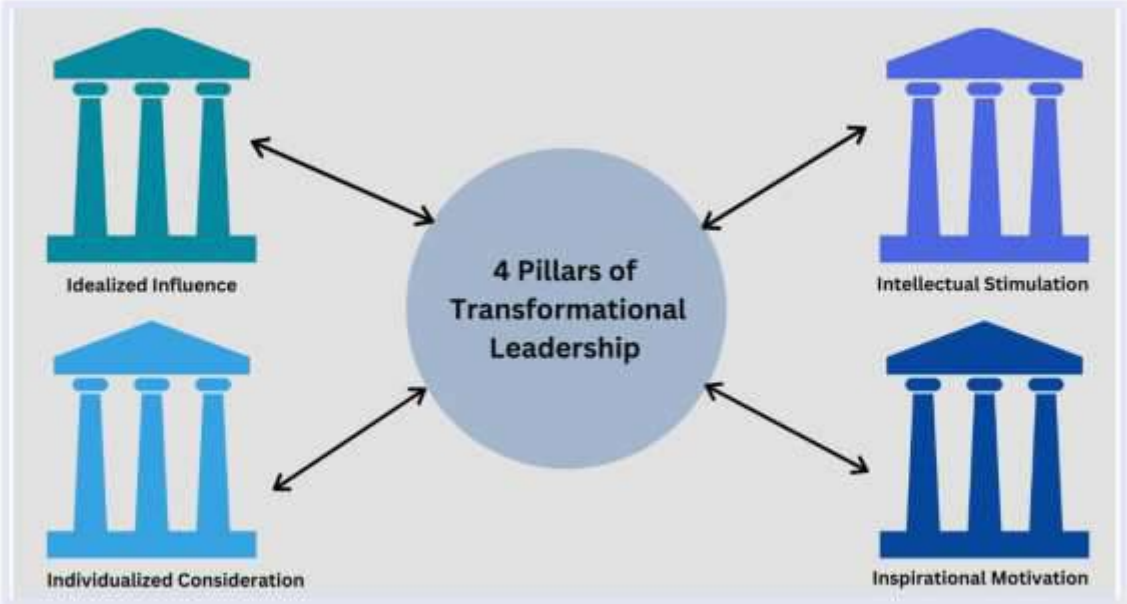 4 Pillars of
Transformational
Leadership
Idealized Influence
Intellectual Stimulation
Individualized Consideration
Inspirational Motivation